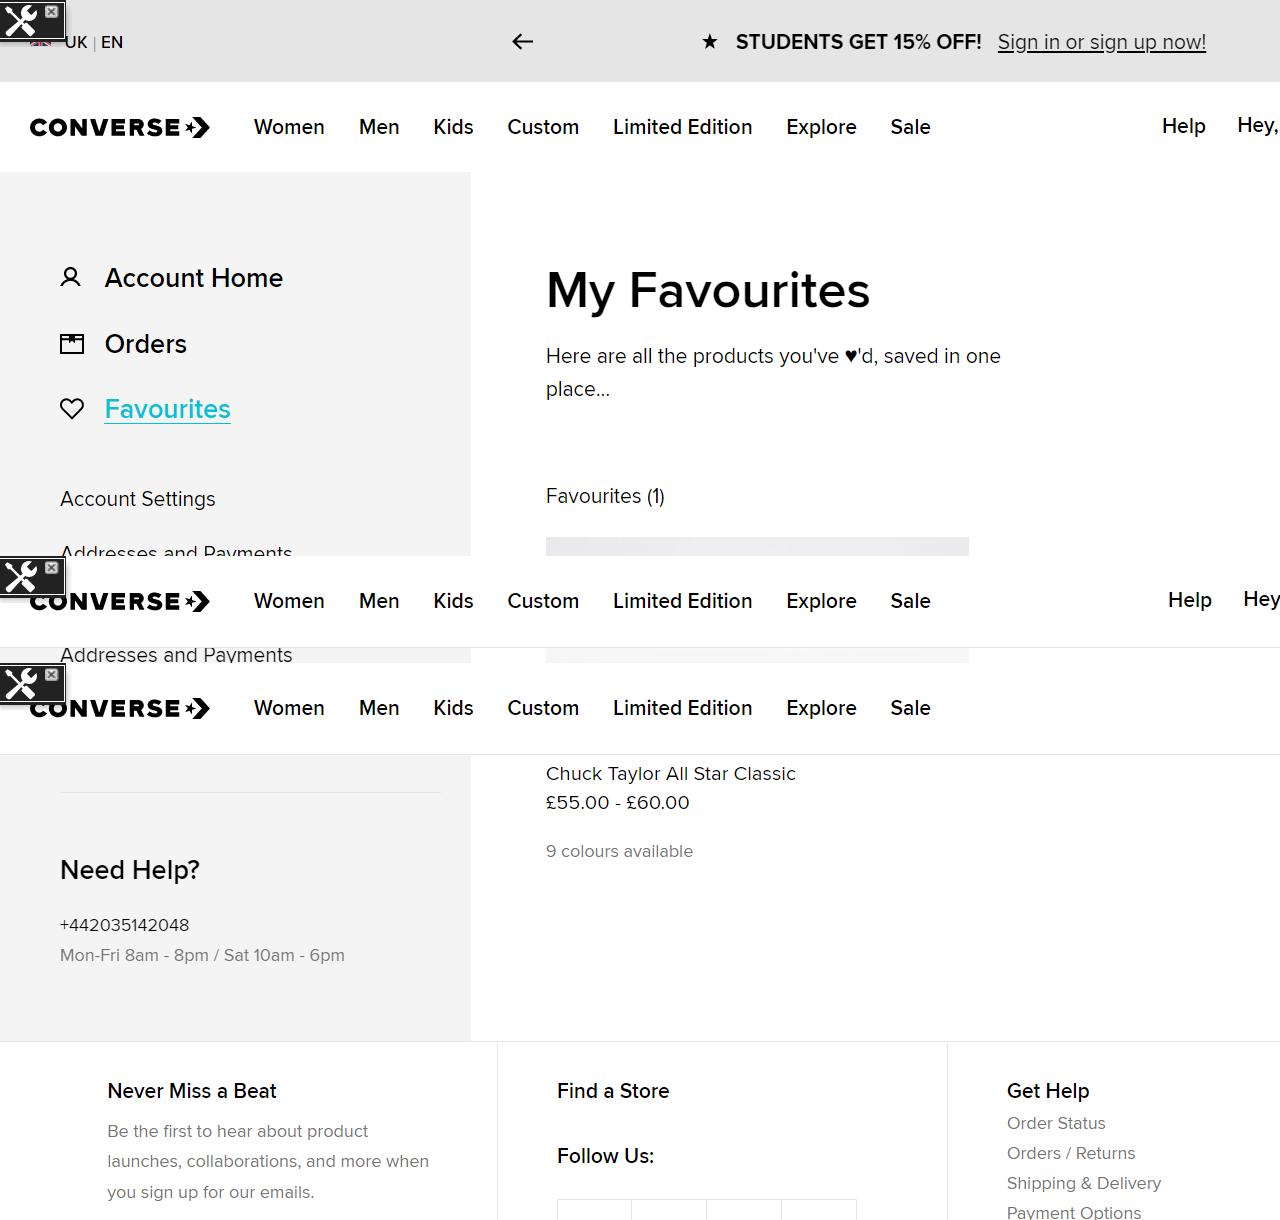 UK | EN
★ STUDENTS GET 15% OFF! Sign in or sign up now!
CONVERSE Women Men Kids Custom Limited Edition Explore Sale Help Hey,
Account Home
Orders
Favourites
Account Settings
Addresses and Payments
My Favourites
Here are all the products you've ♥'d, saved in one
place...
Favourites (1)
CONVERSE Women Men Kids Custom Limited Edition Explore Sale Help Hey
Addresses and Payments
CONVERSE Women Men Kids Custom Limited Edition Explore Sale
Need Help?
+442035142048
Mon-Fri 8am - 8pm / Sat 10am - 6pm
Chuck Taylor All Star Classic
£55.00 - £60.00
9 colours available
Never Miss a Beat
Be the first to hear about product
launches, collaborations, and more when
you sign up for our emails.
Find a Store
Follow Us:
Get Help
Order Status
Orders / Returns
Shipping & Delivery
Payment Options